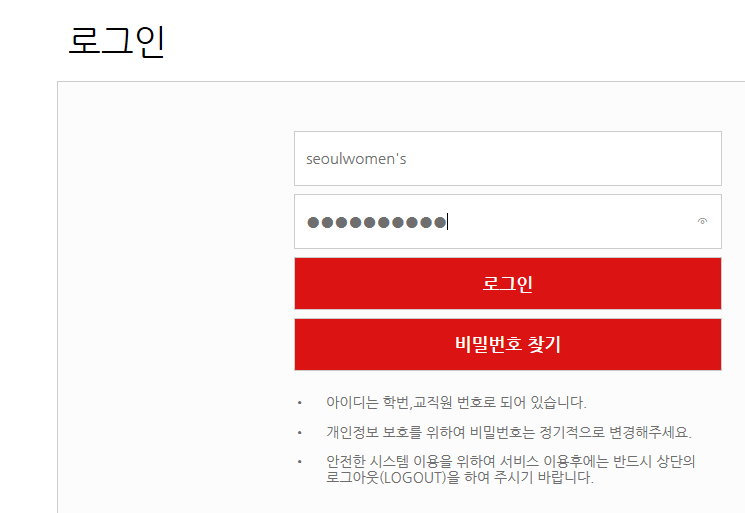 로그인
seoulwomen's
●●●●●●●●●●
로그인
비밀번호 찾기
• 아이디는 학번,교직원 번호로 되어 있습니다.
• 개인정보 보호를 위하여 비밀번호는 정기적으로 변경해주세요.
• 안전한 시스템 이용을 위하여 서비스 이용후에는 반드시 상단의
로그아웃(LOGOUT)을 하여 주시기 바랍니다.